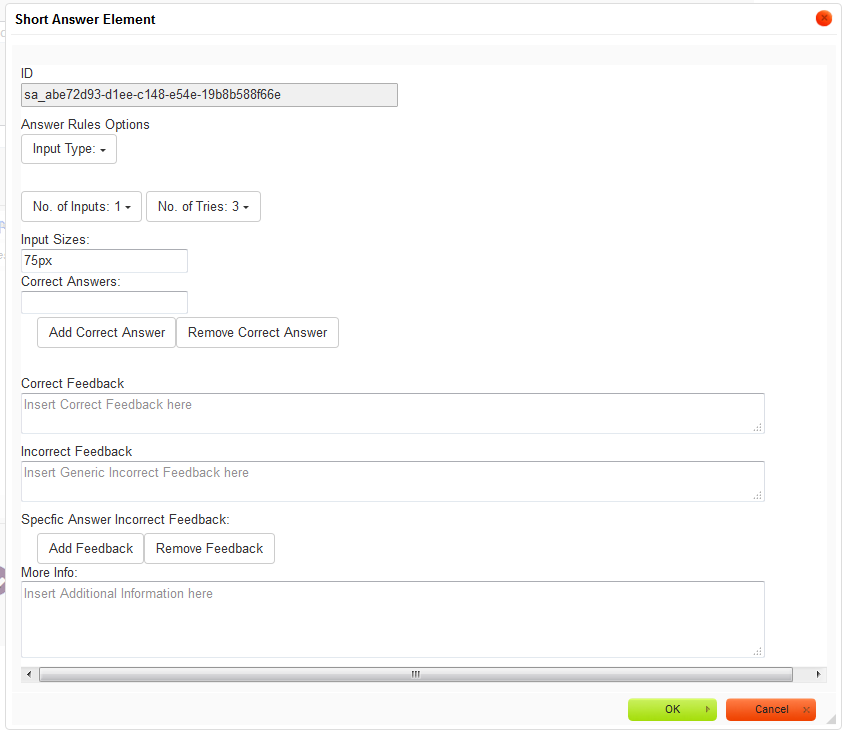 Short Answer Element
ID
sa_abe72d93-d1ee-c148-e54e-19b8b588f66e
Answer Rules Options
Input Type:
No. of Inputs: 1 No. of Tries: 3
Input Sizes:
75px
Correct Answers:
Add Correct Answer Remove Correct Answer
Correct Feedback
Insert Correct Feedback here
Incorrect Feedback
Insert Generic Incorrect Feedback here
Specfic Answer Incorrect Feedback:
Add Feedback Remove Feedback
More Info:
Insert Additional Information here
OK Cancel